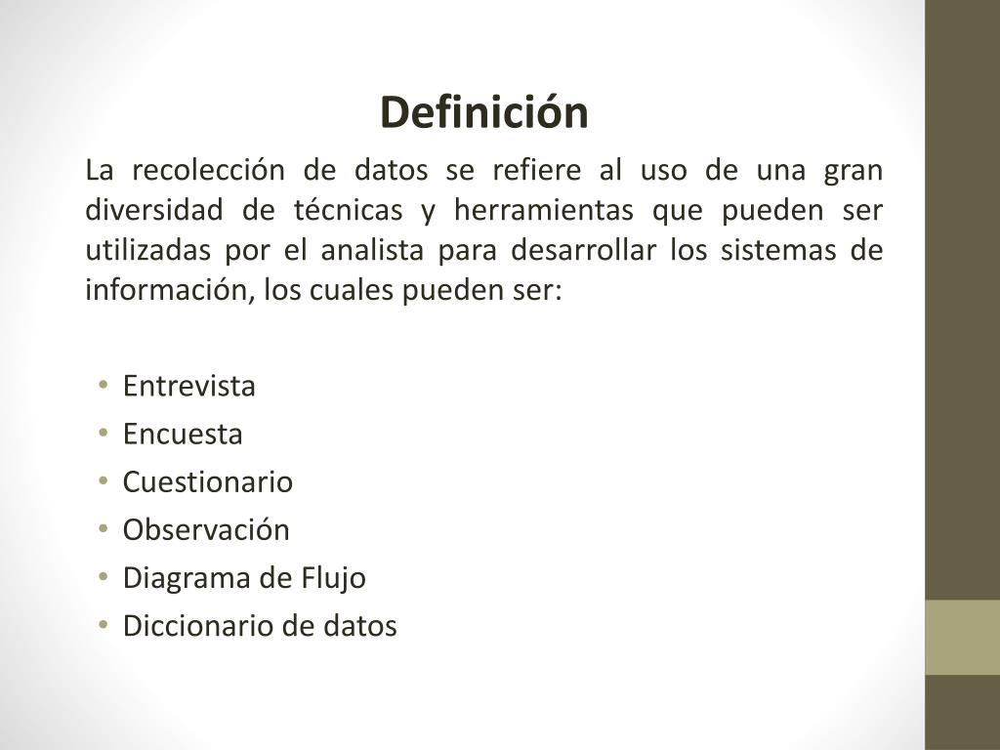 Definición
La recolección de datos se refiere al uso de una gran
diversidad de técnicas y herramientas que pueden ser
utilizadas por el analista para desarrollar los sistemas de
información, los cuales pueden ser:
• Entrevista
• Encuesta
• Cuestionario
• Observación
• Diagrama de Flujo
• Diccionario de datos